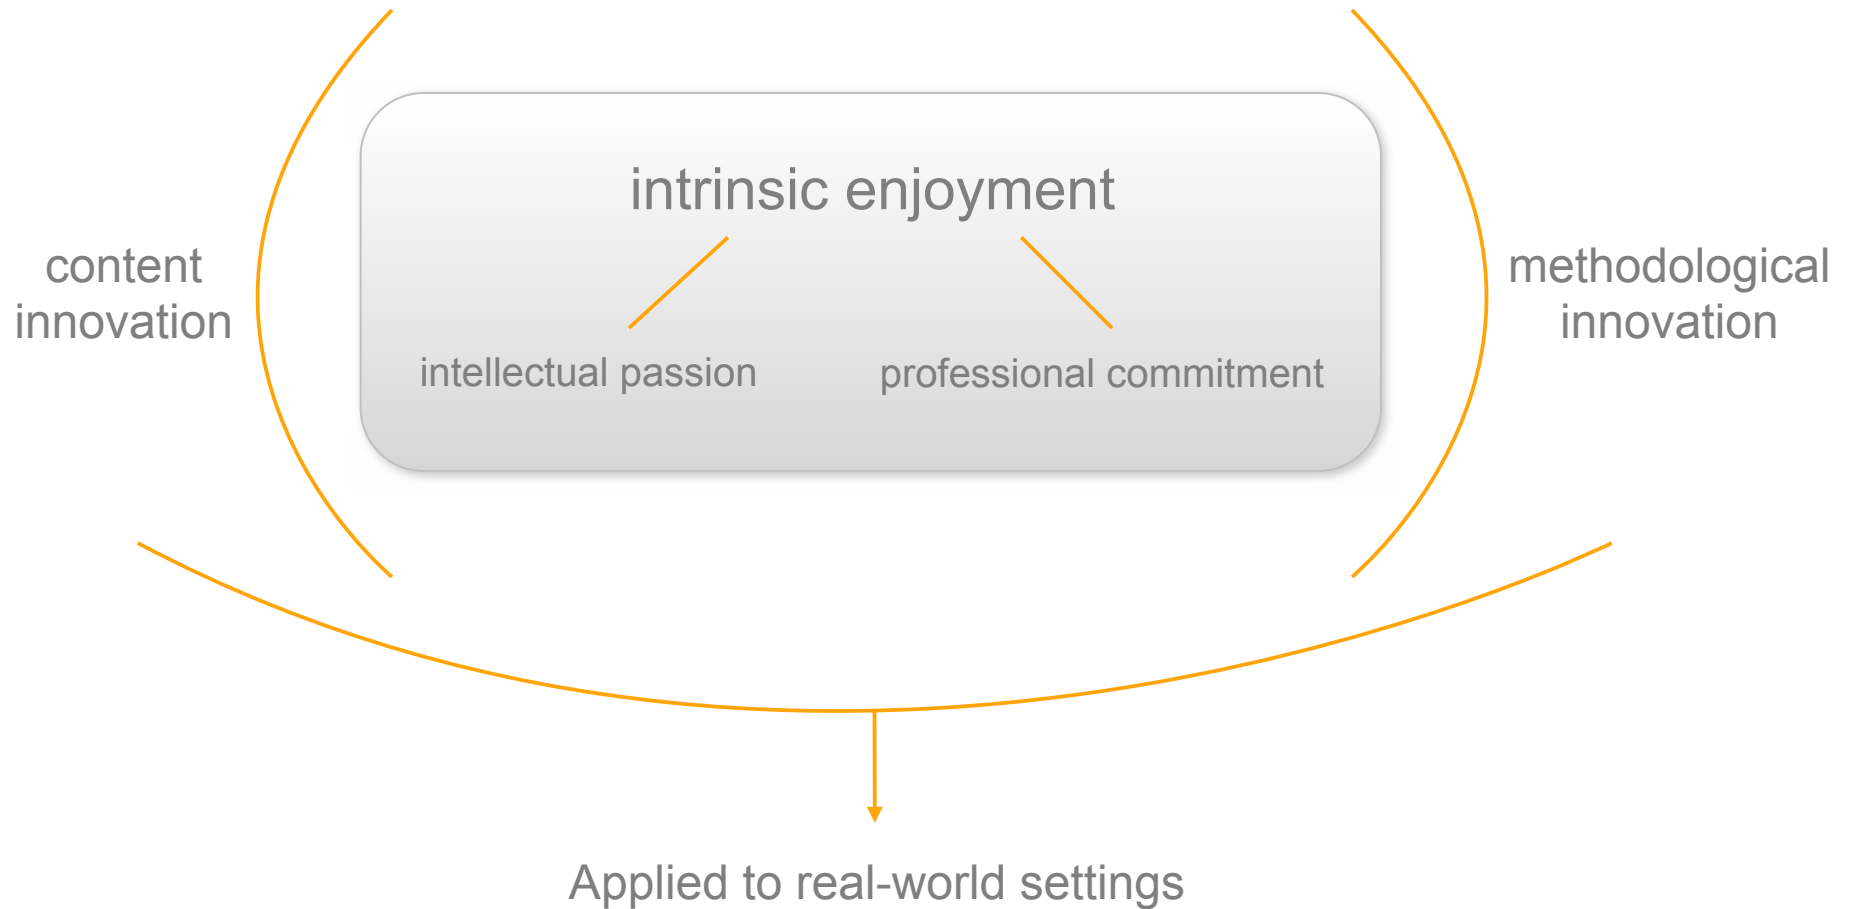 intrinsic enjoyment
content
innovation
methodological
innovation
intellectual passion
professional commitment
Applied to real-world settings